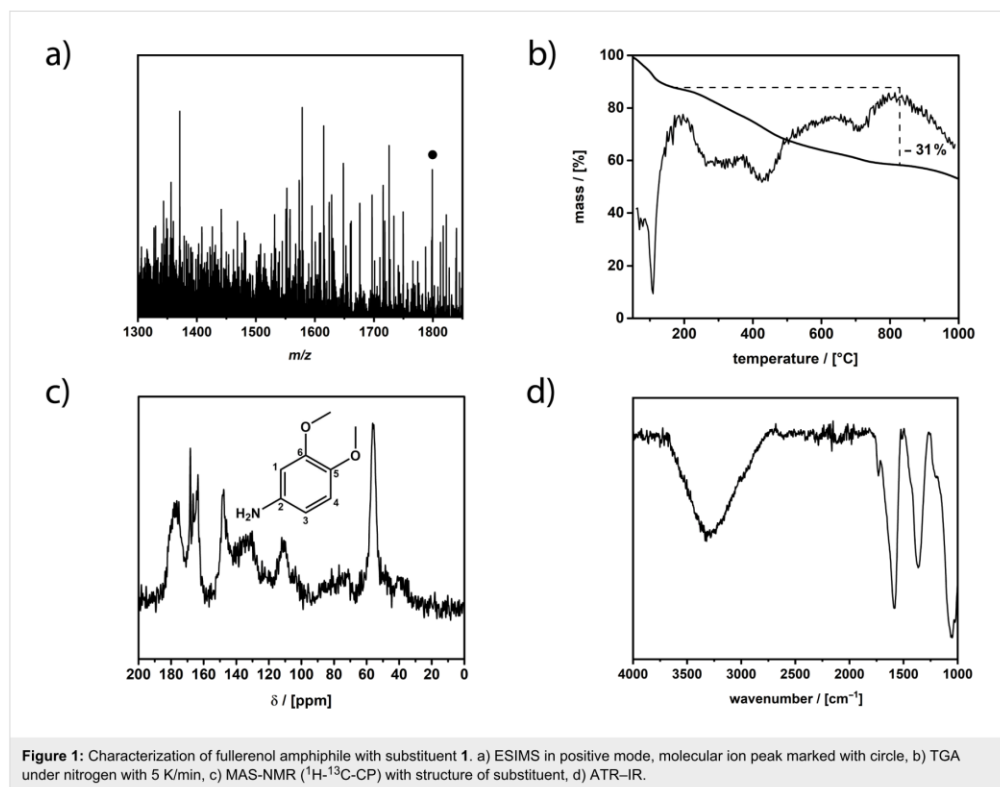 a)
1300 1400 1500 1600 1700 1800
m/z
b)
100
80
60
40
20
0
mass / [%]
– 31%
200 400 600 800 1000
temperature / [°C]
c)
O
O
6
5
1
2
3
4
H₂N
200 180 160 140 120 100 80 60 40 20 0
δ / [ppm]
d)
4000 3500 3000 2500 2000 1500 1000
wavenumber / [cm⁻¹]
Figure 1: Characterization of fullerenol amphiphile with substituent 1. a) ESIMS in positive mode, molecular ion peak marked with circle, b) TGA
under nitrogen with 5 K/min, c) MAS-NMR (¹H-¹³C-CP) with structure of substituent, d) ATR–IR.